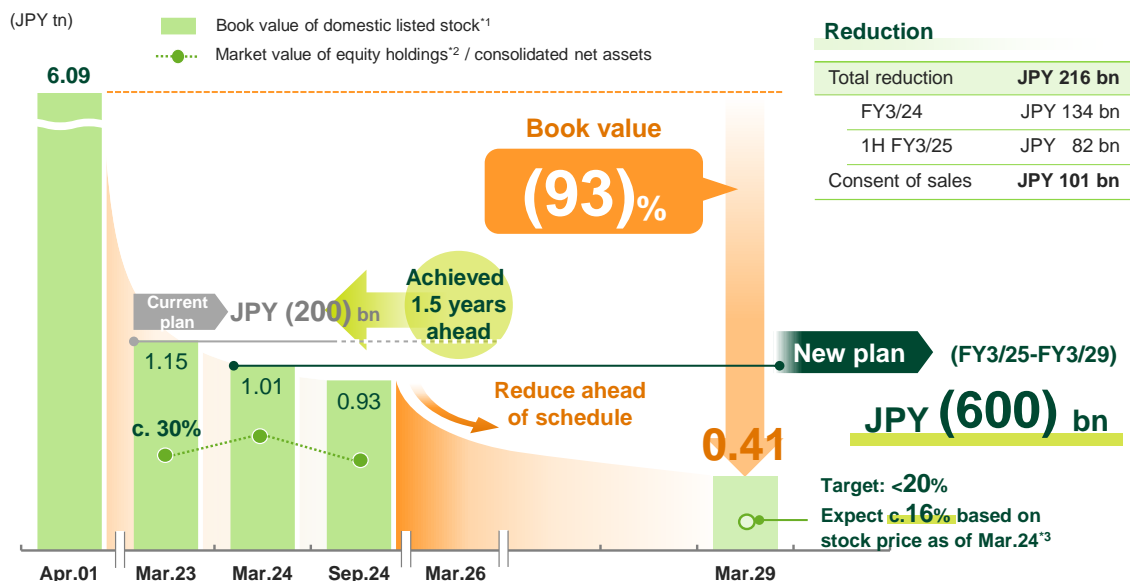 (JPY tn)
Book value of domestic listed stock*1
Market value of equity holdings*2 / consolidated net assets
Reduction
Total reduction JPY 216 bn
FY3/24 JPY 134 bn
1H FY3/25 JPY 82 bn
Consent of sales JPY 101 bn
6.09
Book value
(93)%
Achieved
1.5 years
ahead
Current
plan
JPY (200) bn
1.15
1.01
0.93
c. 30%
New plan (FY3/25-FY3/29)
JPY (600) bn
Reduce ahead
of schedule
0.41
Target: <20%
Expect c.16% based on
stock price as of Mar.24*3
Apr.01 Mar.23 Mar.24 Sep.24 Mar.26 Mar.29